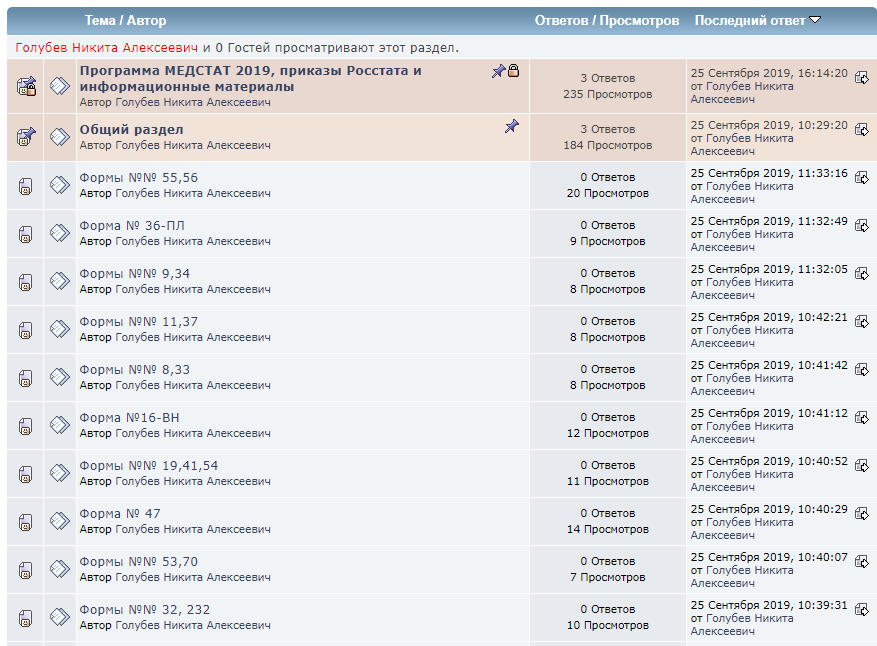 Тема / Автор Ответов / Просмотров Последний ответ
Голубев Никита Алексеевич и 0 Гостей просматривают этот раздел.
Программа МЕДСТАТ 2019, приказы Росстата и
информационные материалы
Автор Голубев Никита Алексеевич
3 Ответов
235 Просмотров
25 Сентября 2019, 16:14:20
от Голубев Никита
Алексеевич
Общий раздел
Автор Голубев Никита Алексеевич
3 Ответов
184 Просмотров
25 Сентября 2019, 10:29:20
от Голубев Никита
Алексеевич
Формы №№ 55,56
Автор Голубев Никита Алексеевич
0 Ответов
20 Просмотров
25 Сентября 2019, 11:33:16
от Голубев Никита
Алексеевич
Форма № 36-ПЛ
Автор Голубев Никита Алексеевич
0 Ответов
9 Просмотров
25 Сентября 2019, 11:32:49
от Голубев Никита
Алексеевич
Формы №№ 9,34
Автор Голубев Никита Алексеевич
0 Ответов
8 Просмотров
25 Сентября 2019, 11:32:05
от Голубев Никита
Алексеевич
Формы №№ 11,37
Автор Голубев Никита Алексеевич
0 Ответов
8 Просмотров
25 Сентября 2019, 10:42:21
от Голубев Никита
Алексеевич
Формы №№ 8,33
Автор Голубев Никита Алексеевич
0 Ответов
8 Просмотров
25 Сентября 2019, 10:41:42
от Голубев Никита
Алексеевич
Форма №16-ВН
Автор Голубев Никита Алексеевич
0 Ответов
12 Просмотров
25 Сентября 2019, 10:41:12
от Голубев Никита
Алексеевич
Формы №№ 19,41,54
Автор Голубев Никита Алексеевич
0 Ответов
11 Просмотров
25 Сентября 2019, 10:40:52
от Голубев Никита
Алексеевич
Форма № 47
Автор Голубев Никита Алексеевич
0 Ответов
14 Просмотров
25 Сентября 2019, 10:40:29
от Голубев Никита
Алексеевич
Формы №№ 53,70
Автор Голубев Никита Алексеевич
0 Ответов
7 Просмотров
25 Сентября 2019, 10:40:07
от Голубев Никита
Алексеевич
Формы №№ 32, 232
Автор Голубев Никита Алексеевич
0 Ответов
10 Просмотров
25 Сентября 2019, 10:39:31
от Голубев Никита
Алексеевич